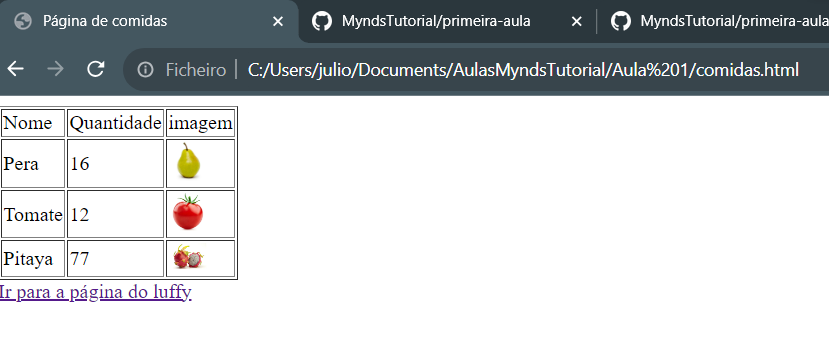 Página de comidas
MyndsTutorial/primeira-aula
MyndsTutorial/primeira-aula
Ficheiro C:/Users/julio/Documents/AulasMyndsTutorial/Aula%201/comidas.html
Nome Quantidade imagem
Pera 16
Tomate 12
Pitaya 77
Ir para a página do luffy